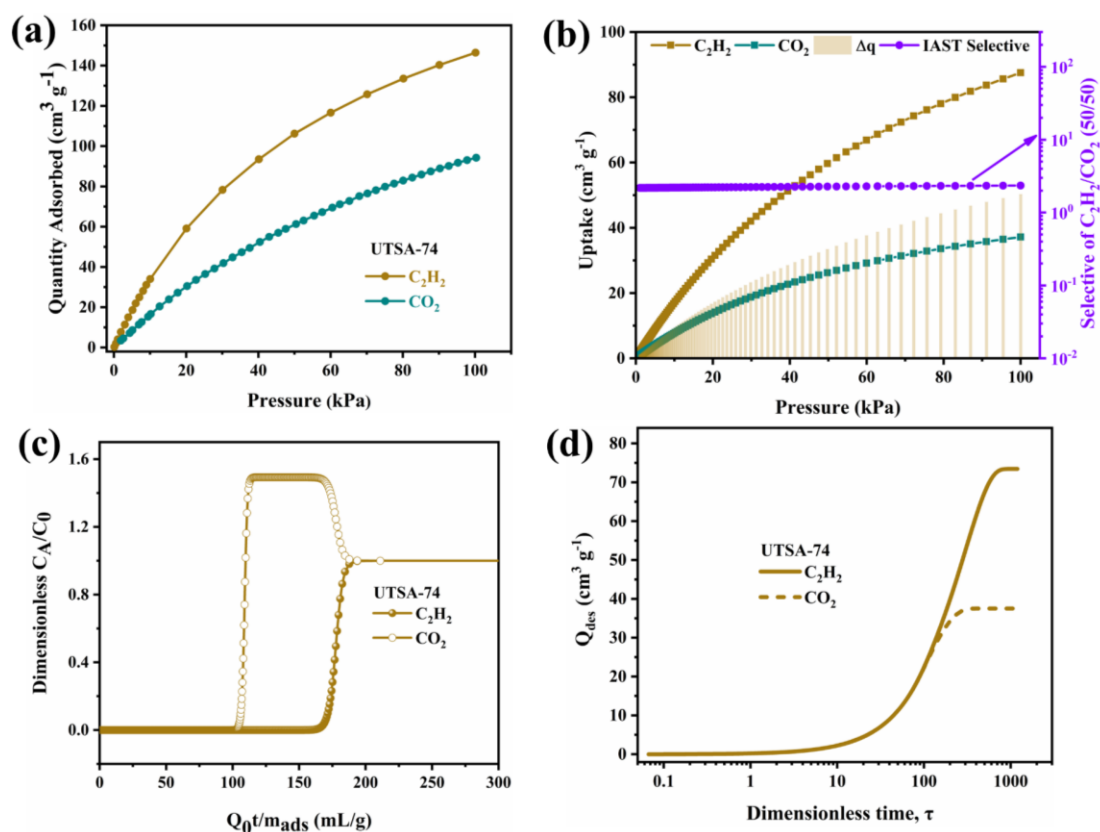 (a)
160
140
120
100
80
60
40
20
0
Quantity Adsorbed (cm³ g⁻¹)
UTSA-74
C₂H₂
CO₂
0 20 40 60 80 100
Pressure (kPa)
(b)
C₂H₂ CO₂ Δq IAST Selective
100
80
60
40
20
0
Uptake (cm³ g⁻¹)
10²
10¹
10⁰
10⁻¹
10⁻²
Selective of C₂H₂/CO₂ (50/50)
0 20 40 60 80 100
Pressure (kPa)
(c)
1.6
1.2
0.8
0.4
0.0
Dimensionless C_A/C₀
UTSA-74
C₂H₂
CO₂
0 50 100 150 200 250 300
Q₀t/m_ads (mL/g)
(d)
80
70
60
50
40
30
20
10
0
Q_des (cm³ g⁻¹)
UTSA-74
C₂H₂
CO₂
0.1 1 10 100 1000
Dimensionless time, τ